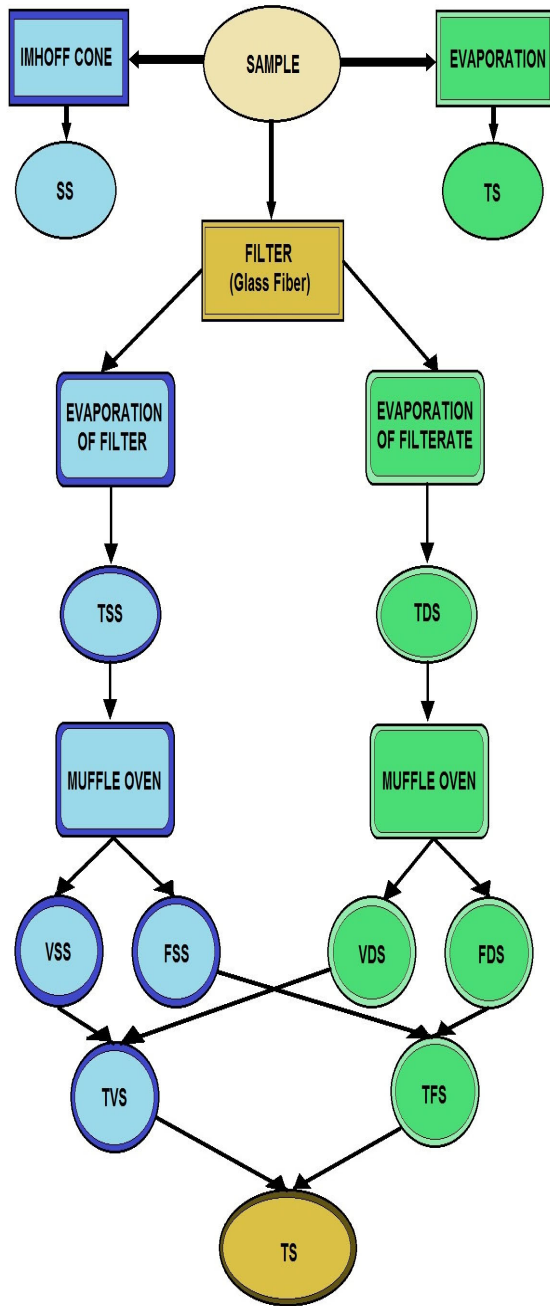 IMHOFF CONE
SAMPLE
EVAPORATION
SS
TS
FILTER
(Glass Fiber)
EVAPORATION
OF FILTER
EVAPORATION
OF FILTERATE
TSS
TDS
MUFFLE OVEN
MUFFLE OVEN
VSS
FSS
VDS
FDS
TVS
TFS
TS